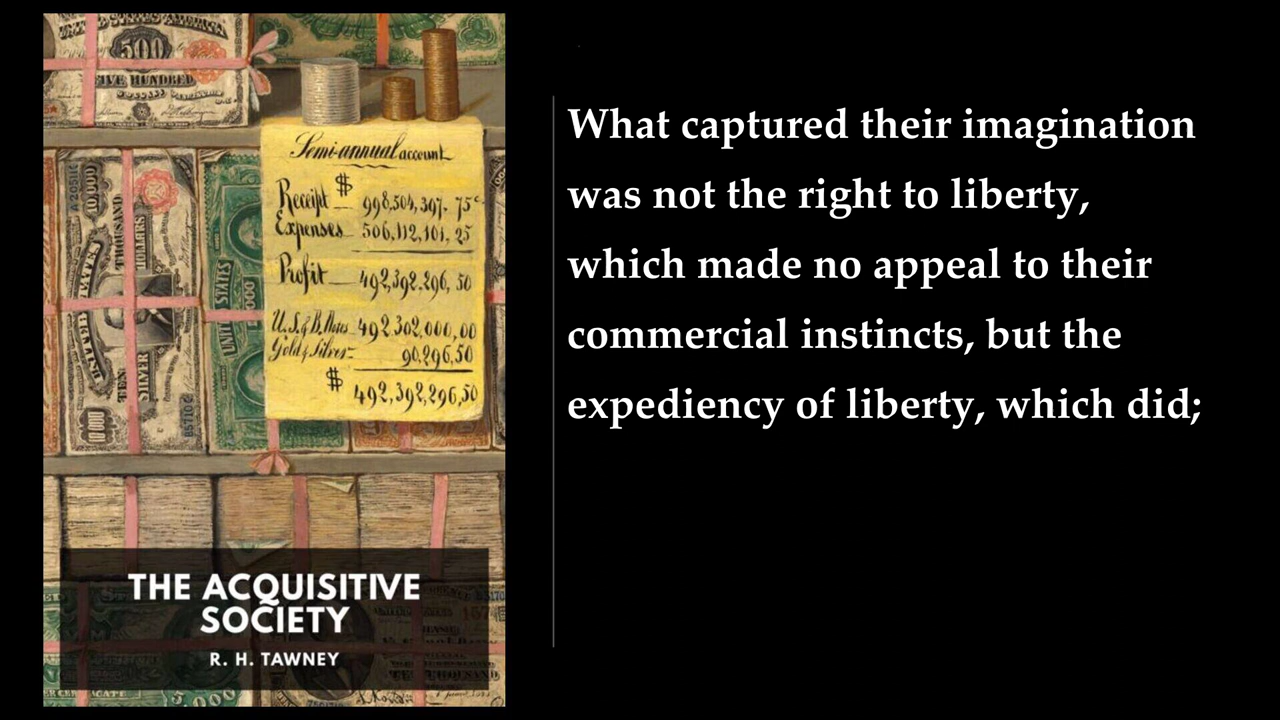 500
FIVE HUNDRED
Semi-annual account
$
Receipt 998,504,397. 75c
Expenses 506,112,101, 25
Profit 492,392,296, 50
U.S.&B. Notes 492302,000,00
Gold & Silver 90,296,50
$ 492,392,296,50
THE ACQUISITIVE
SOCIETY
R. H. TAWNEY
What captured their imagination
was not the right to liberty,
which made no appeal to their
commercial instincts, but the
expediency of liberty, which did;